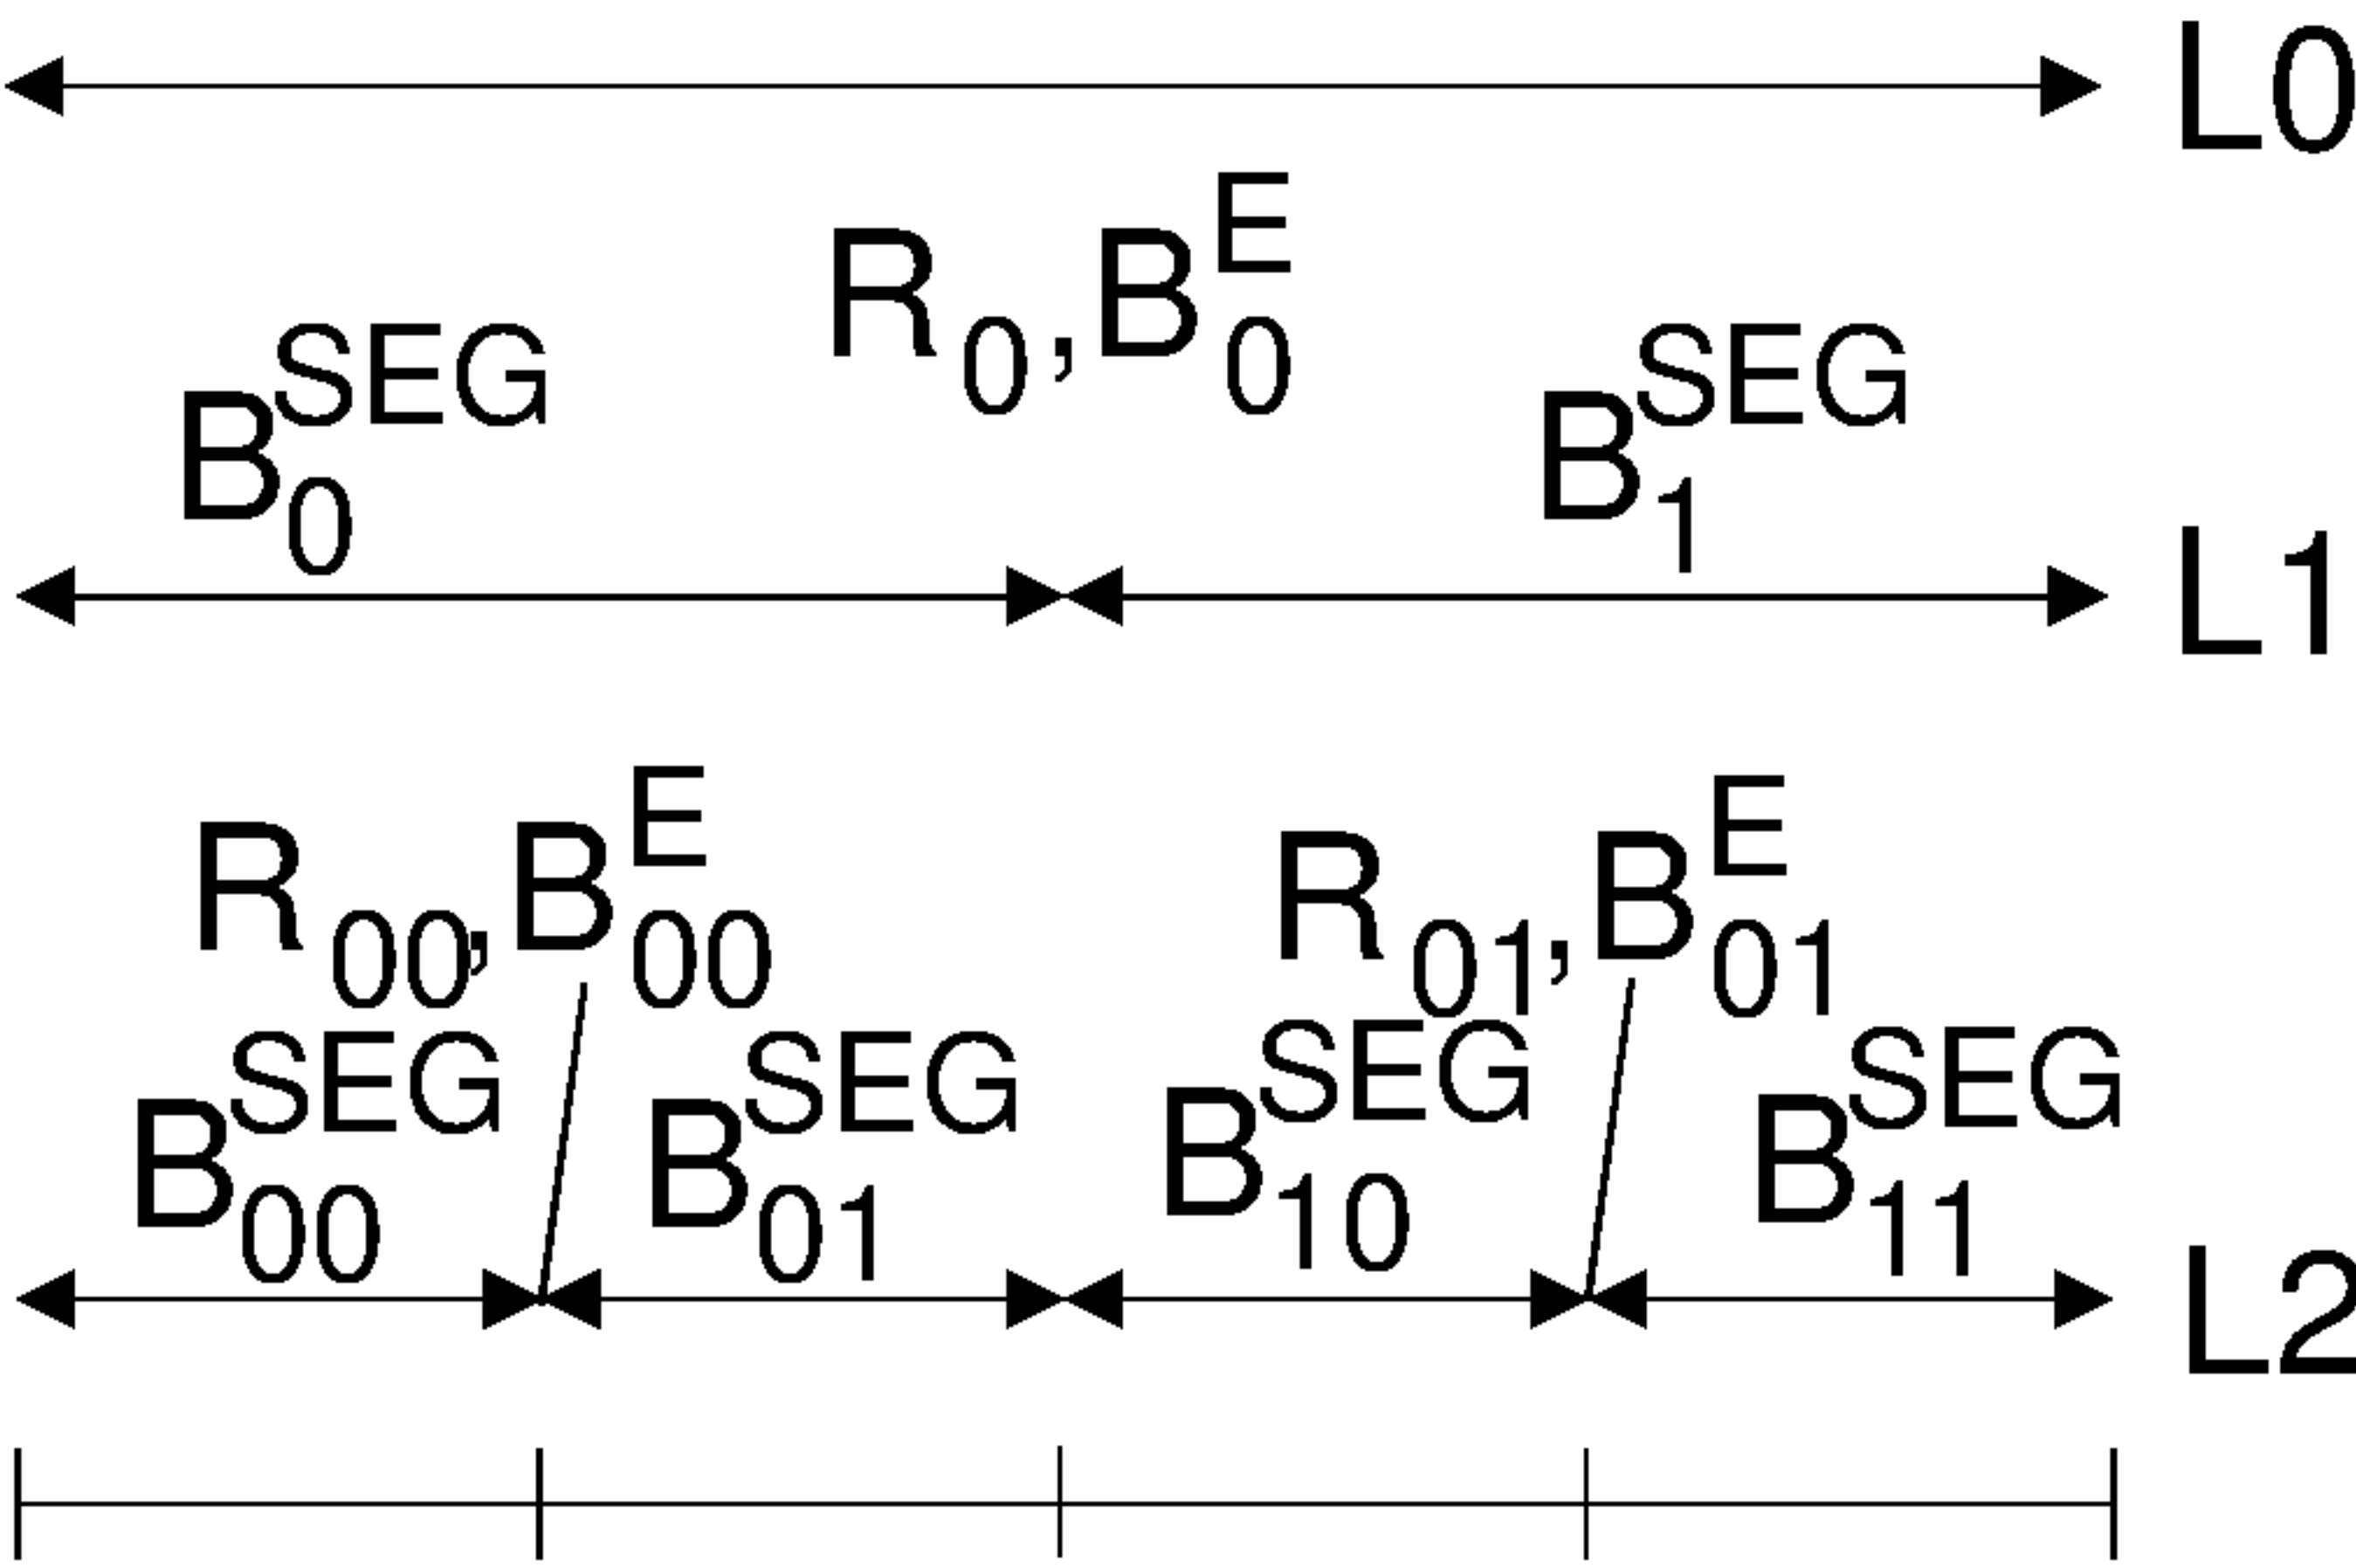 L0
R₀,B₀ᴱ
B₀ˢᴱᴳ B₁ˢᴱᴳ
L1
R₀₀,B₀₀ᴱ R₀₁,B₀₁ᴱ
B₀₀ˢᴱᴳ B₀₁ˢᴱᴳ B₁₀ˢᴱᴳ B₁₁ˢᴱᴳ
L2